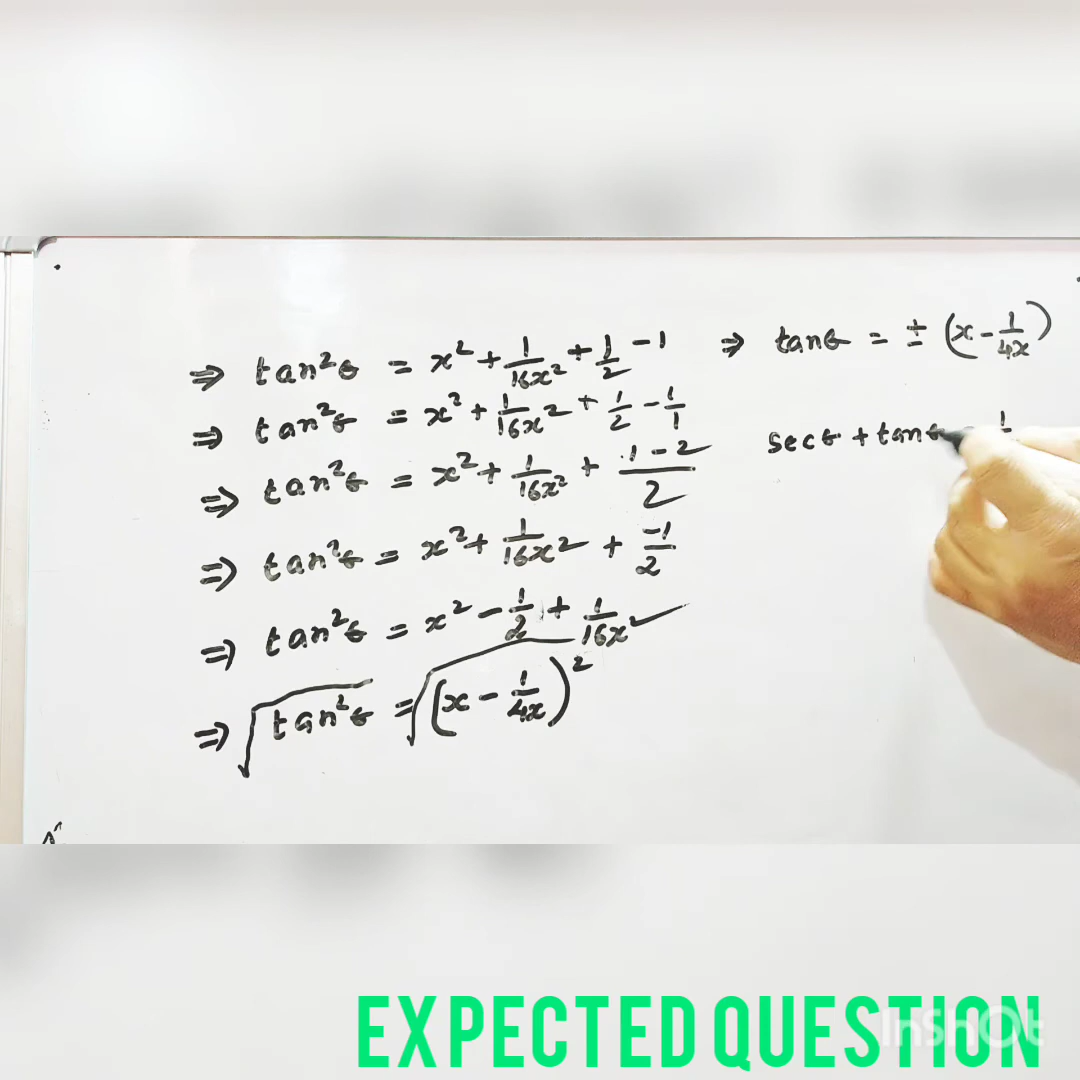 ⇒ tan²θ = x² + 1/16x² + 1/2 - 1
⇒ tan²θ = x² + 1/16x² + 1/2 - 1/1
⇒ tan²θ = x² + 1/16x² + 1-2/2
⇒ tan²θ = x² + 1/16x² + -1/2
⇒ tan²θ = x² - 1/2 + 1/16x²
⇒ √tan²θ = √(x - 1/4x)²
⇒ tanθ = ± (x - 1/4x)
secθ + tanθ
EXPECTED QUESTION
InShOt